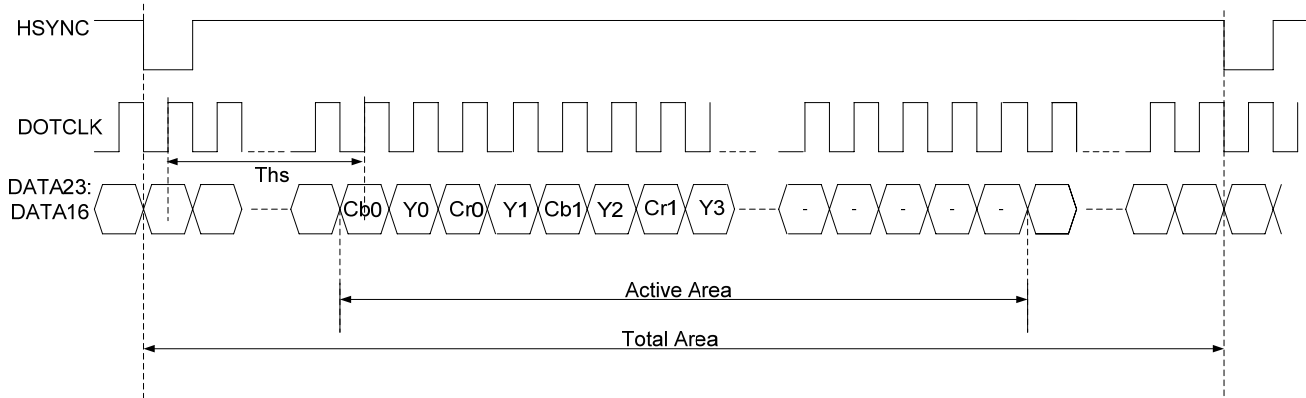 HSYNC
DOTCLK
Ths
DATA23:
DATA16
Cb0 Y0 Cr0 Y1 Cb1 Y2 Cr1 Y3 - - - - -
Active Area
Total Area